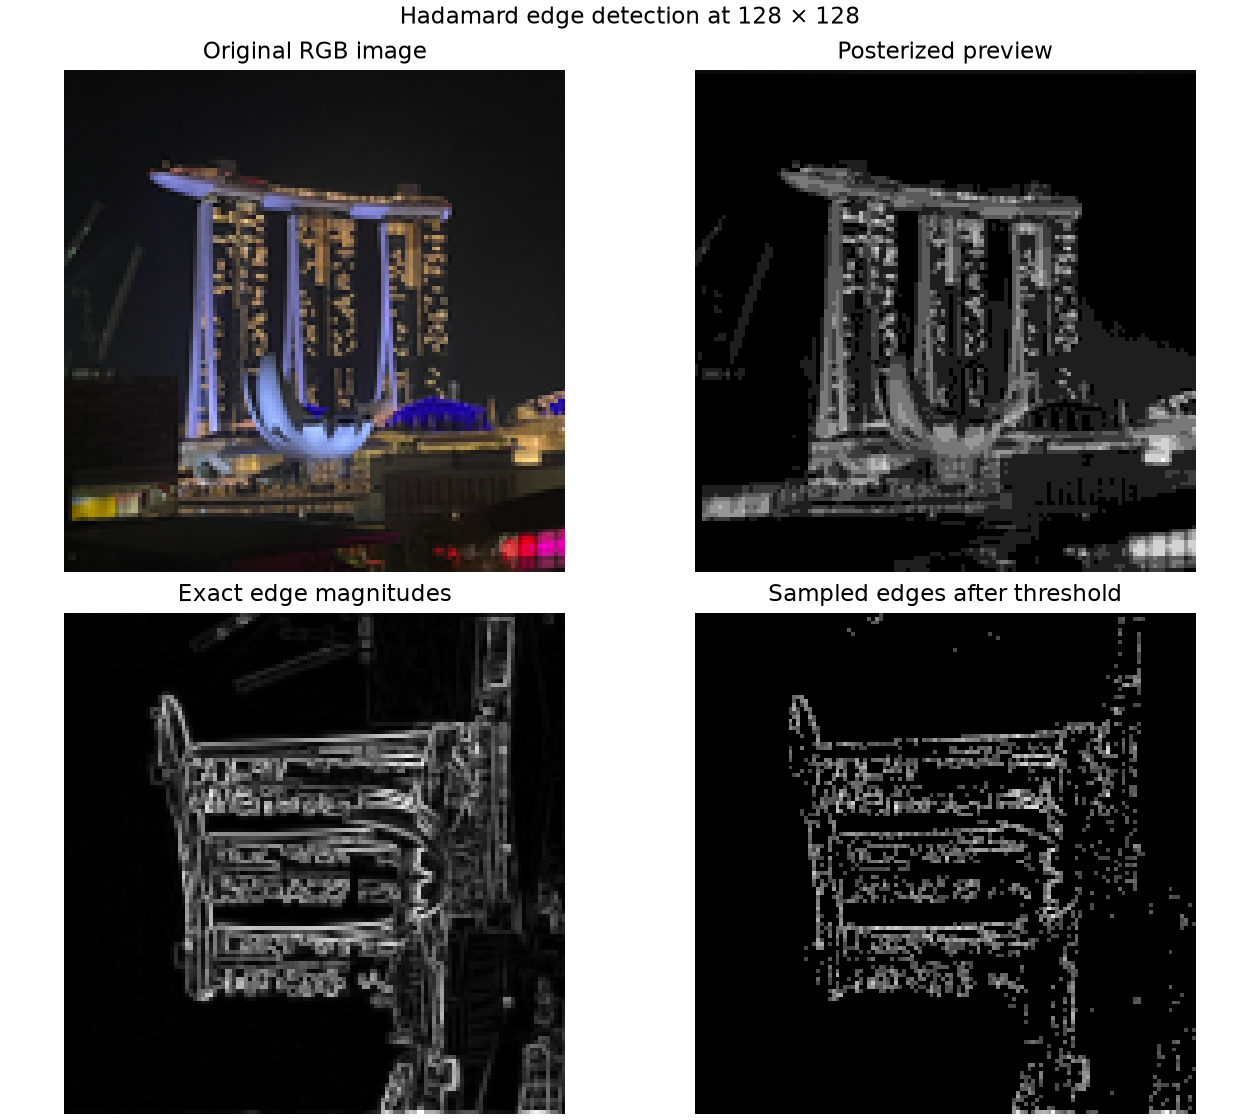 Hadamard edge detection at 128 × 128
Original RGB image
Posterized preview
Exact edge magnitudes
Sampled edges after threshold